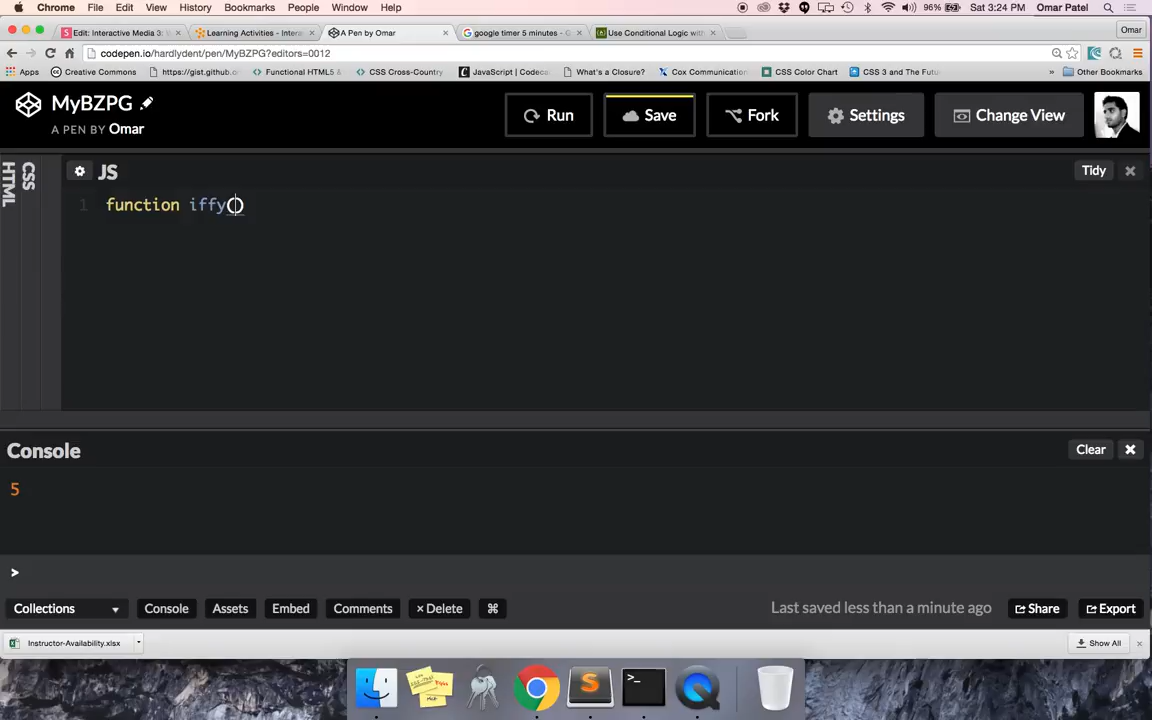 Chrome File Edit View History Bookmarks People Window Help 96% Sat 3:24 PM Omar Patel
Edit: Interactive Media 3: Learning Activities - Inter A Pen by Omar google timer 5 minutes - G Use Conditional Logic with Omar
codepen.io/hardlydent/pen/MyBZPG?editors=0012
Apps Creative Commons https://gist.github.c Functional HTML5 & CSS Cross-Country JavaScript | Codeca What's a Closure? Cox Communication CSS Color Chart CSS 3 and The Futu » Other Bookmarks
MyBZPG
A PEN BY Omar
Run Save Fork Settings Change View
HTML
CSS
JS Tidy ×
1 function iffy()
Console Clear ×
5
>
Collections Console Assets Embed Comments × Delete ⌘ Last saved less than a minute ago Share Export
Instructor-Availability.xlsx Show All